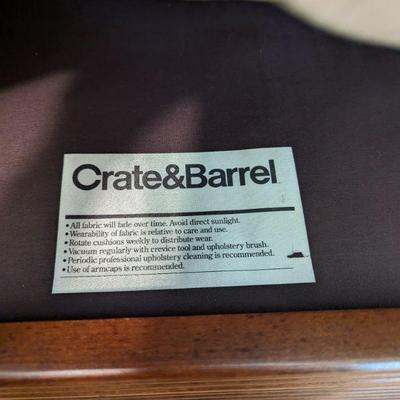 Crate&Barrel
• All fabric will fade over time. Avoid direct sunlight.
• Wearability of fabric is relative to care and use.
• Rotate cushions weekly to distribute wear.
• Vacuum regularly with crevice tool and upholstery brush.
• Periodic professional upholstery cleaning is recommended.
• Use of armcaps is recommended.